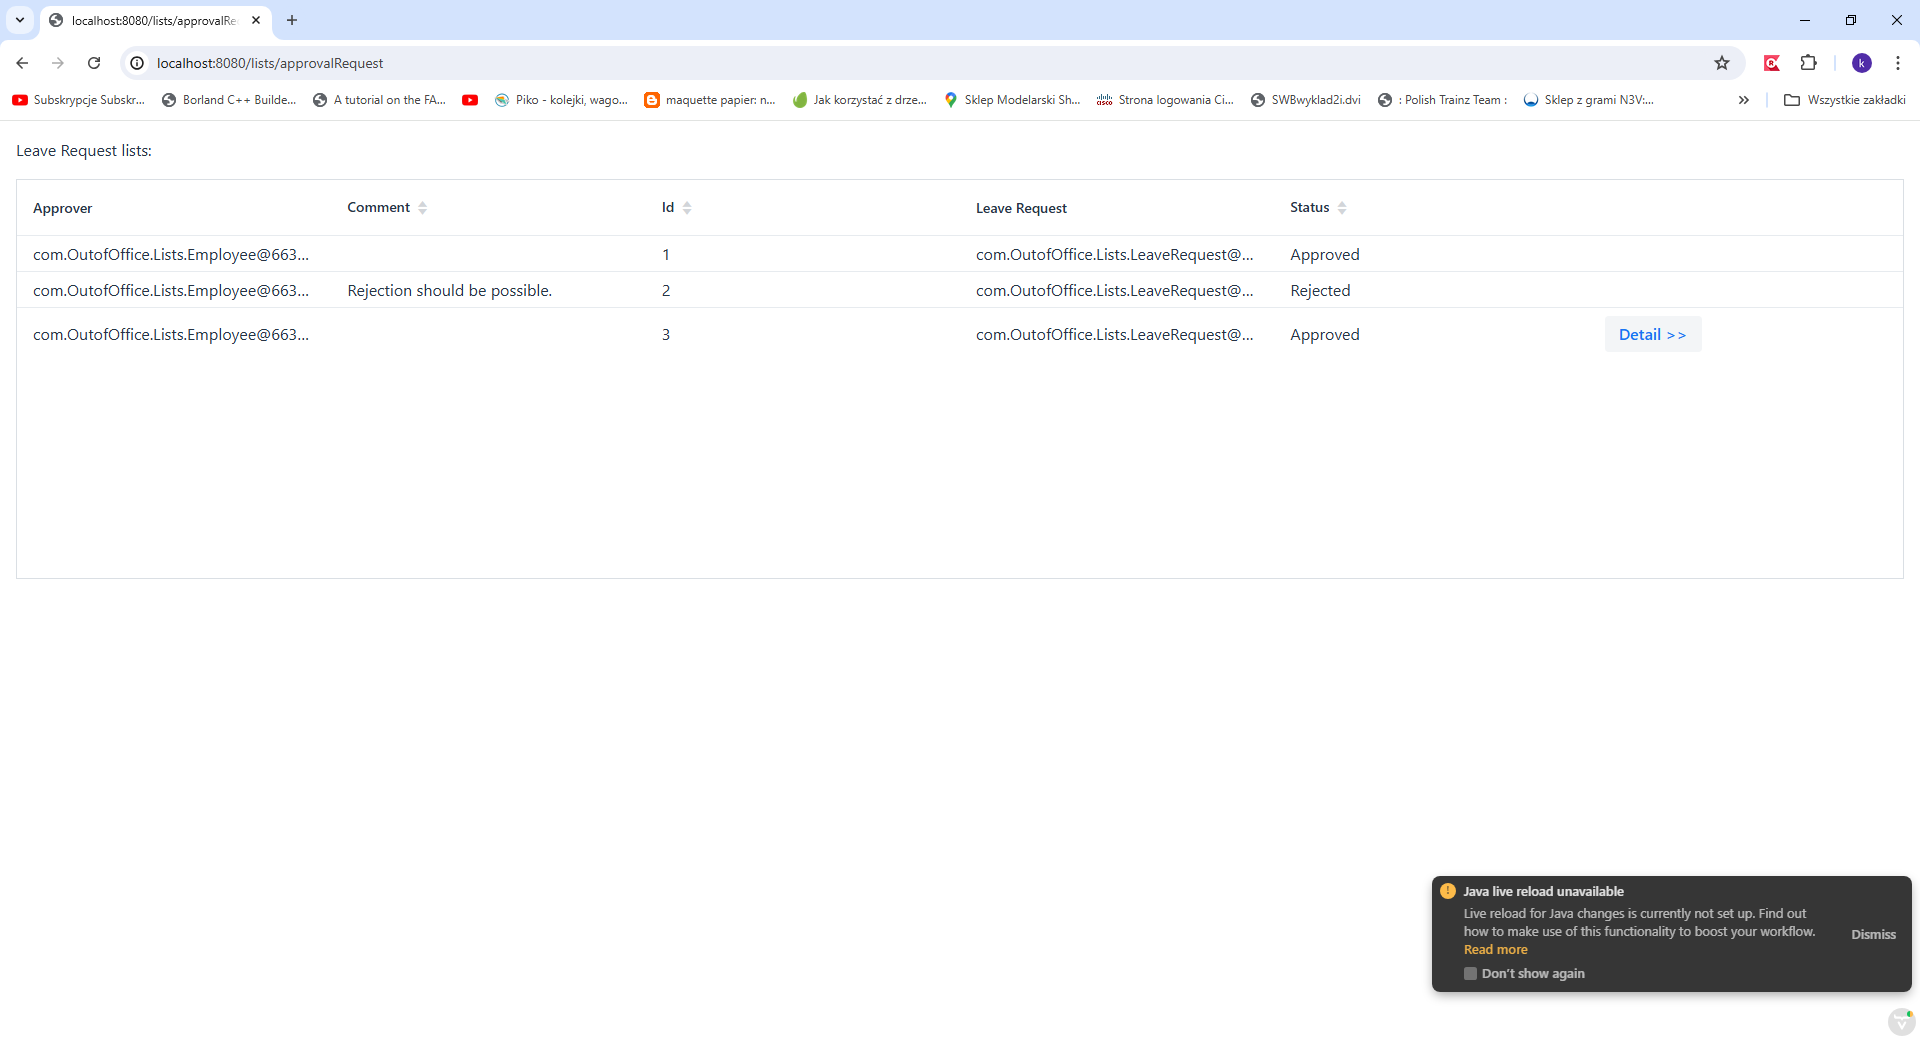 localhost:8080/lists/approvalRe
localhost:8080/lists/approvalRequest
k
Subskrypcje Subskr...
Borland C++ Builde...
A tutorial on the FA...
Piko - kolejki, wago...
maquette papier: n...
Jak korzystać z drze...
Sklep Modelarski Sh...
Strona logowania Ci...
SWBwyklad2i.dvi
: Polish Trainz Team :
Sklep z grami N3V:...
Wszystkie zakładki
Leave Request lists:
Approver Comment Id Leave Request Status
com.OutofOffice.Lists.Employee@663... 1 com.OutofOffice.Lists.LeaveRequest@... Approved
com.OutofOffice.Lists.Employee@663... Rejection should be possible. 2 com.OutofOffice.Lists.LeaveRequest@... Rejected
com.OutofOffice.Lists.Employee@663... 3 com.OutofOffice.Lists.LeaveRequest@... Approved Detail >>
Java live reload unavailable
Live reload for Java changes is currently not set up. Find out
how to make use of this functionality to boost your workflow.
Read more
Dismiss
Don't show again